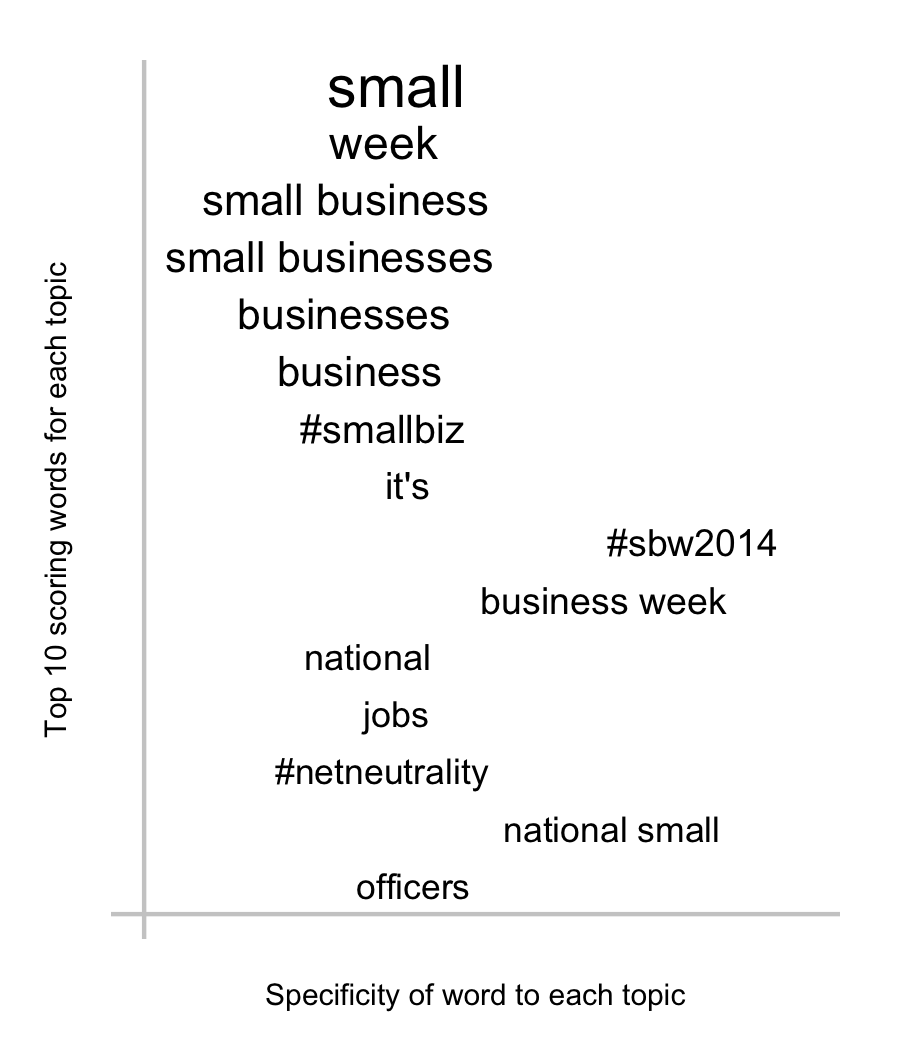 small
week
small business
small businesses
businesses
business
#smallbiz
it's
#sbw2014
business week
national
jobs
#netneutrality
national small
officers
Top 10 scoring words for each topic
Specificity of word to each topic